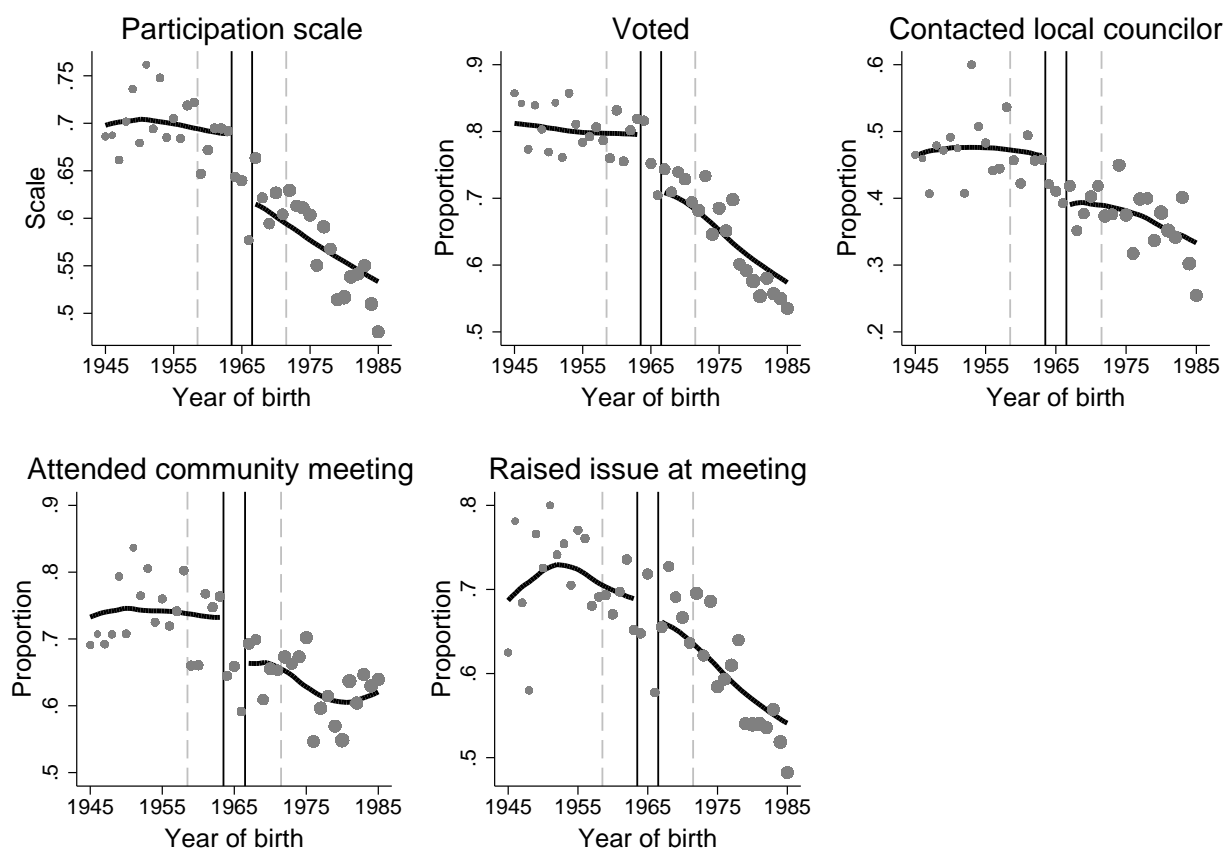 Participation scale
Scale
.75
.7
.65
.6
.55
.5
1945 1955 1965 1975 1985
Year of birth
Voted
Proportion
.9
.8
.7
.6
.5
1945 1955 1965 1975 1985
Year of birth
Contacted local councilor
Proportion
.6
.5
.4
.3
.2
1945 1955 1965 1975 1985
Year of birth
Attended community meeting
Proportion
.9
.8
.7
.6
.5
1945 1955 1965 1975 1985
Year of birth
Raised issue at meeting
Proportion
.8
.7
.6
.5
1945 1955 1965 1975 1985
Year of birth